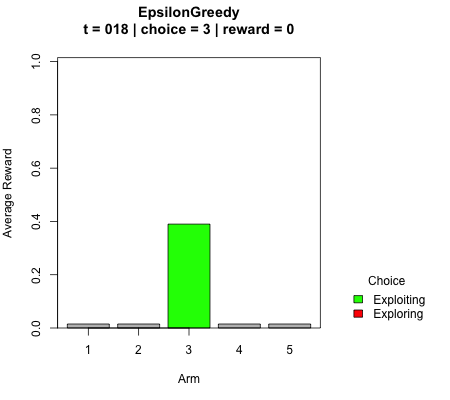 EpsilonGreedy
t = 018 | choice = 3 | reward = 0
1.0
0.8
0.6
0.4
0.2
0.0
Average Reward
1 2 3 4 5
Arm
Choice
Exploiting
Exploring